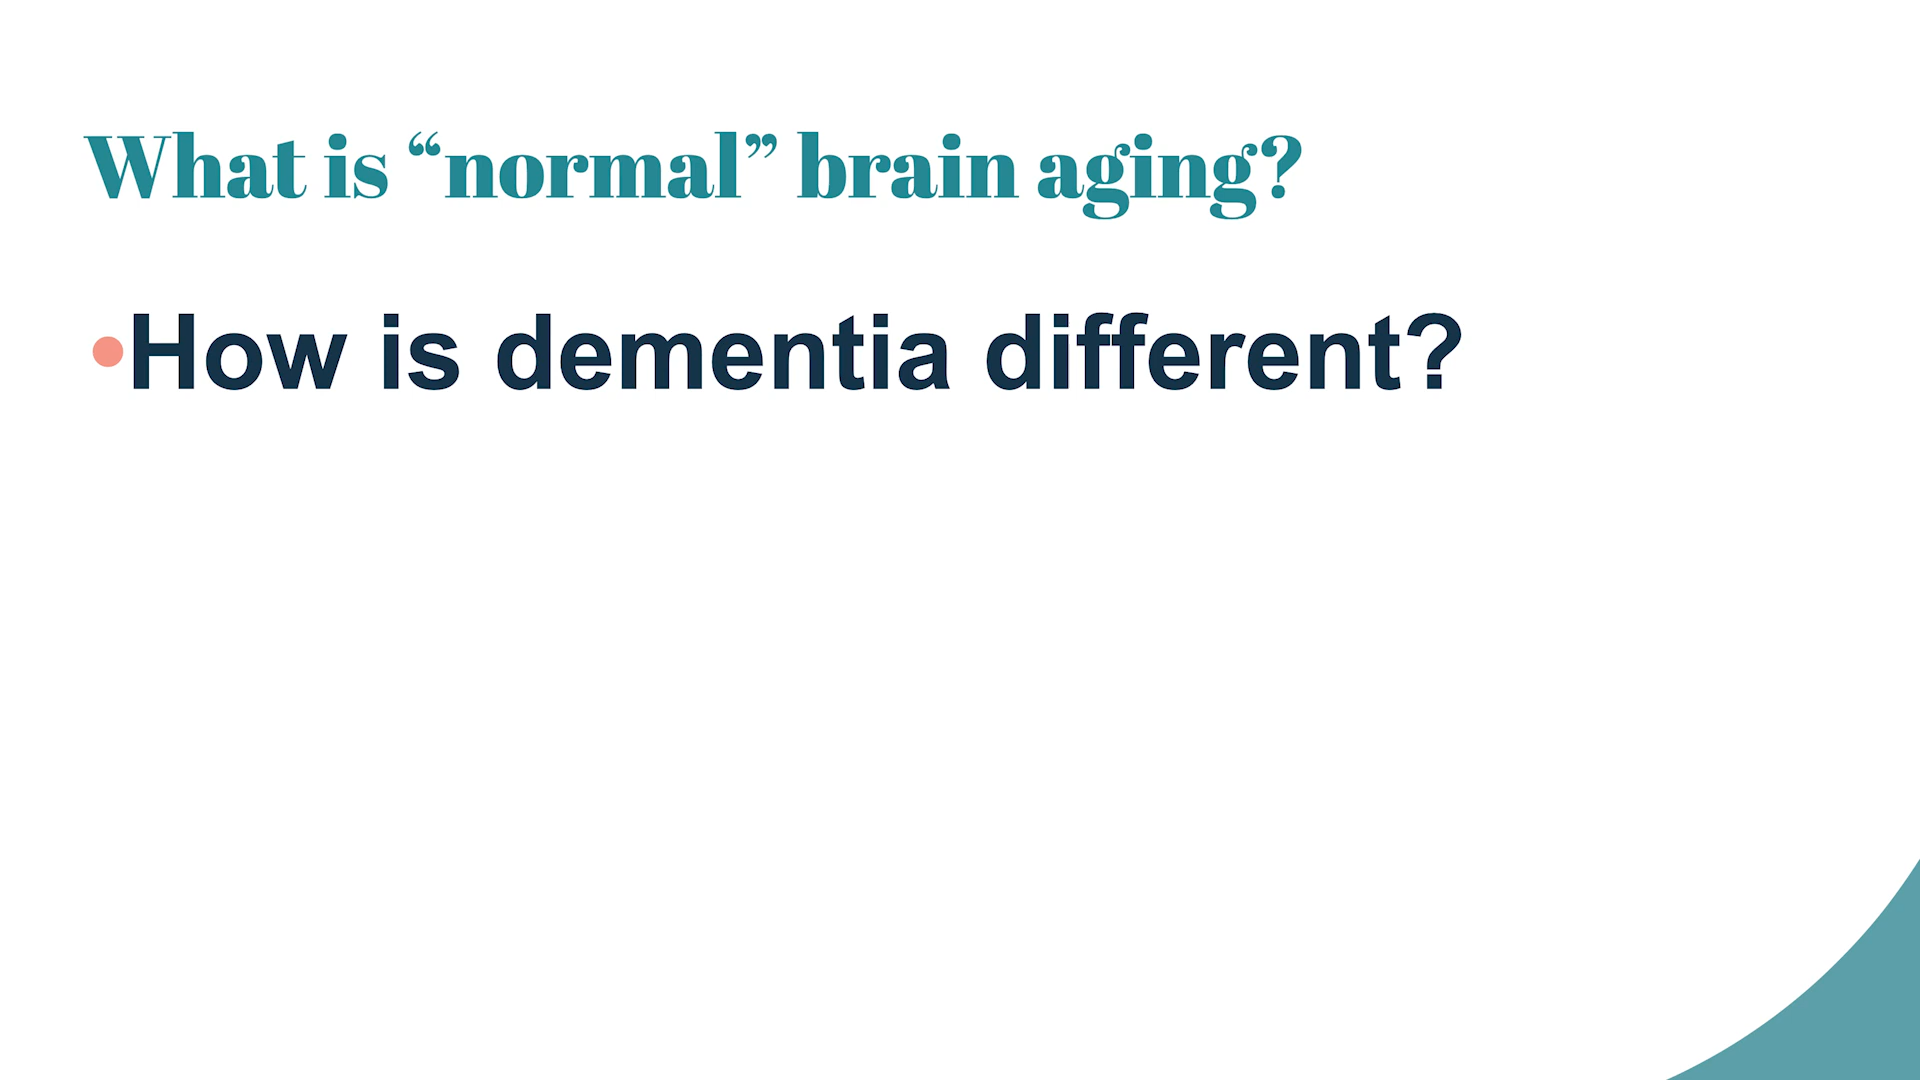 What is “normal” brain aging?
•How is dementia different?